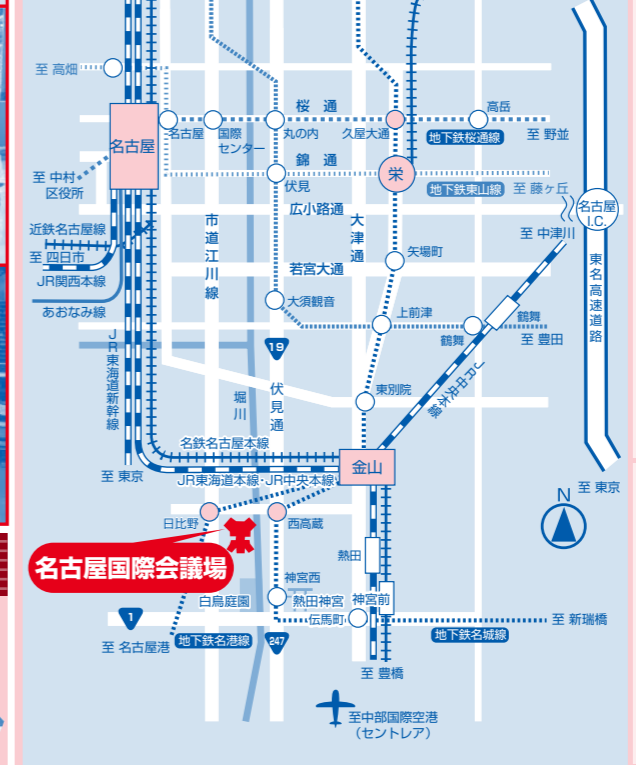 至 高畑
名古屋
名古屋
国際
センター
丸の内
桜 通
久屋大通
高岳
地下鉄桜通線
至 野並
錦 通
伏見
栄
地下鉄東山線
至 藤ヶ丘
至 中村
区役所
広小路通
名古屋
I.C.
近鉄名古屋線
至 四日市
JR関西本線
あおなみ線
市道江川線
大津通
矢場町
至 中津川
東名高速道路
若宮大通
大須観音
上前津
鶴舞
鶴舞
至 豊田
JR東海道新幹線
19
堀川
伏見通
東別院
JR中央本線
名鉄名古屋本線
金山
至 東京
JR東海道本線・JR中央本線
至 東京
N
日比野
西高蔵
名古屋国際会議場
熱田
神宮西
白鳥庭園
熱田神宮
神宮前
1
伝馬町
至 新瑞橋
至 名古屋港
地下鉄名港線
247
地下鉄名城線
至 豊橋
至中部国際空港
(セントレア)